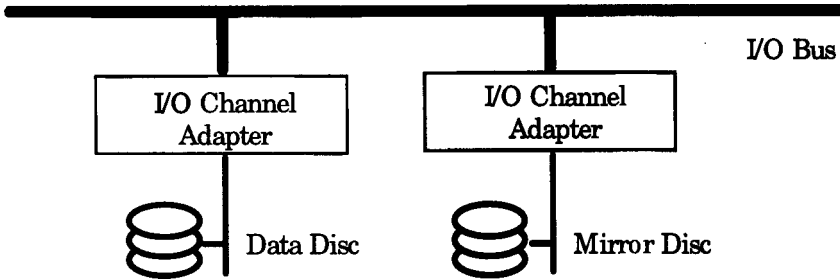 I/O Bus
I/O Channel
Adapter
I/O Channel
Adapter
Data Disc
Mirror Disc